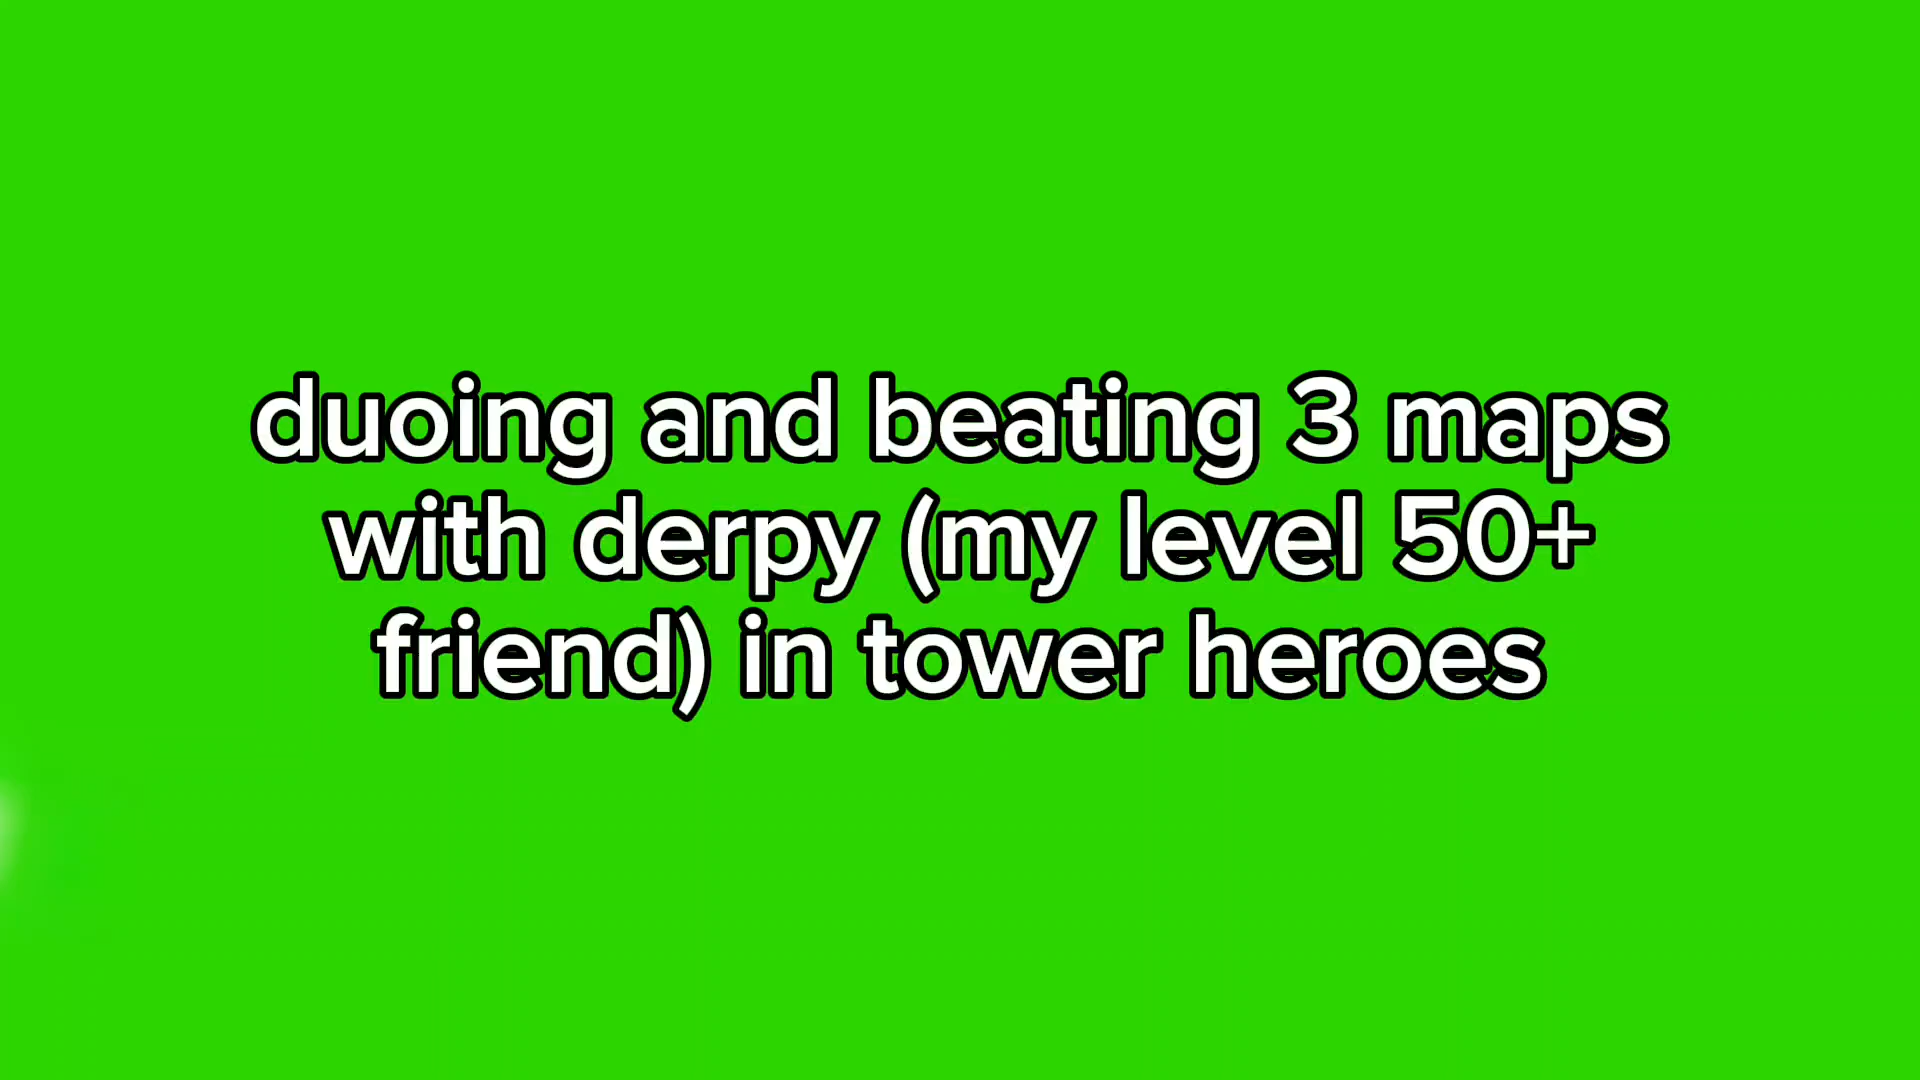 duoing and beating 3 maps
with derpy (my level 50+
friend) in tower heroes